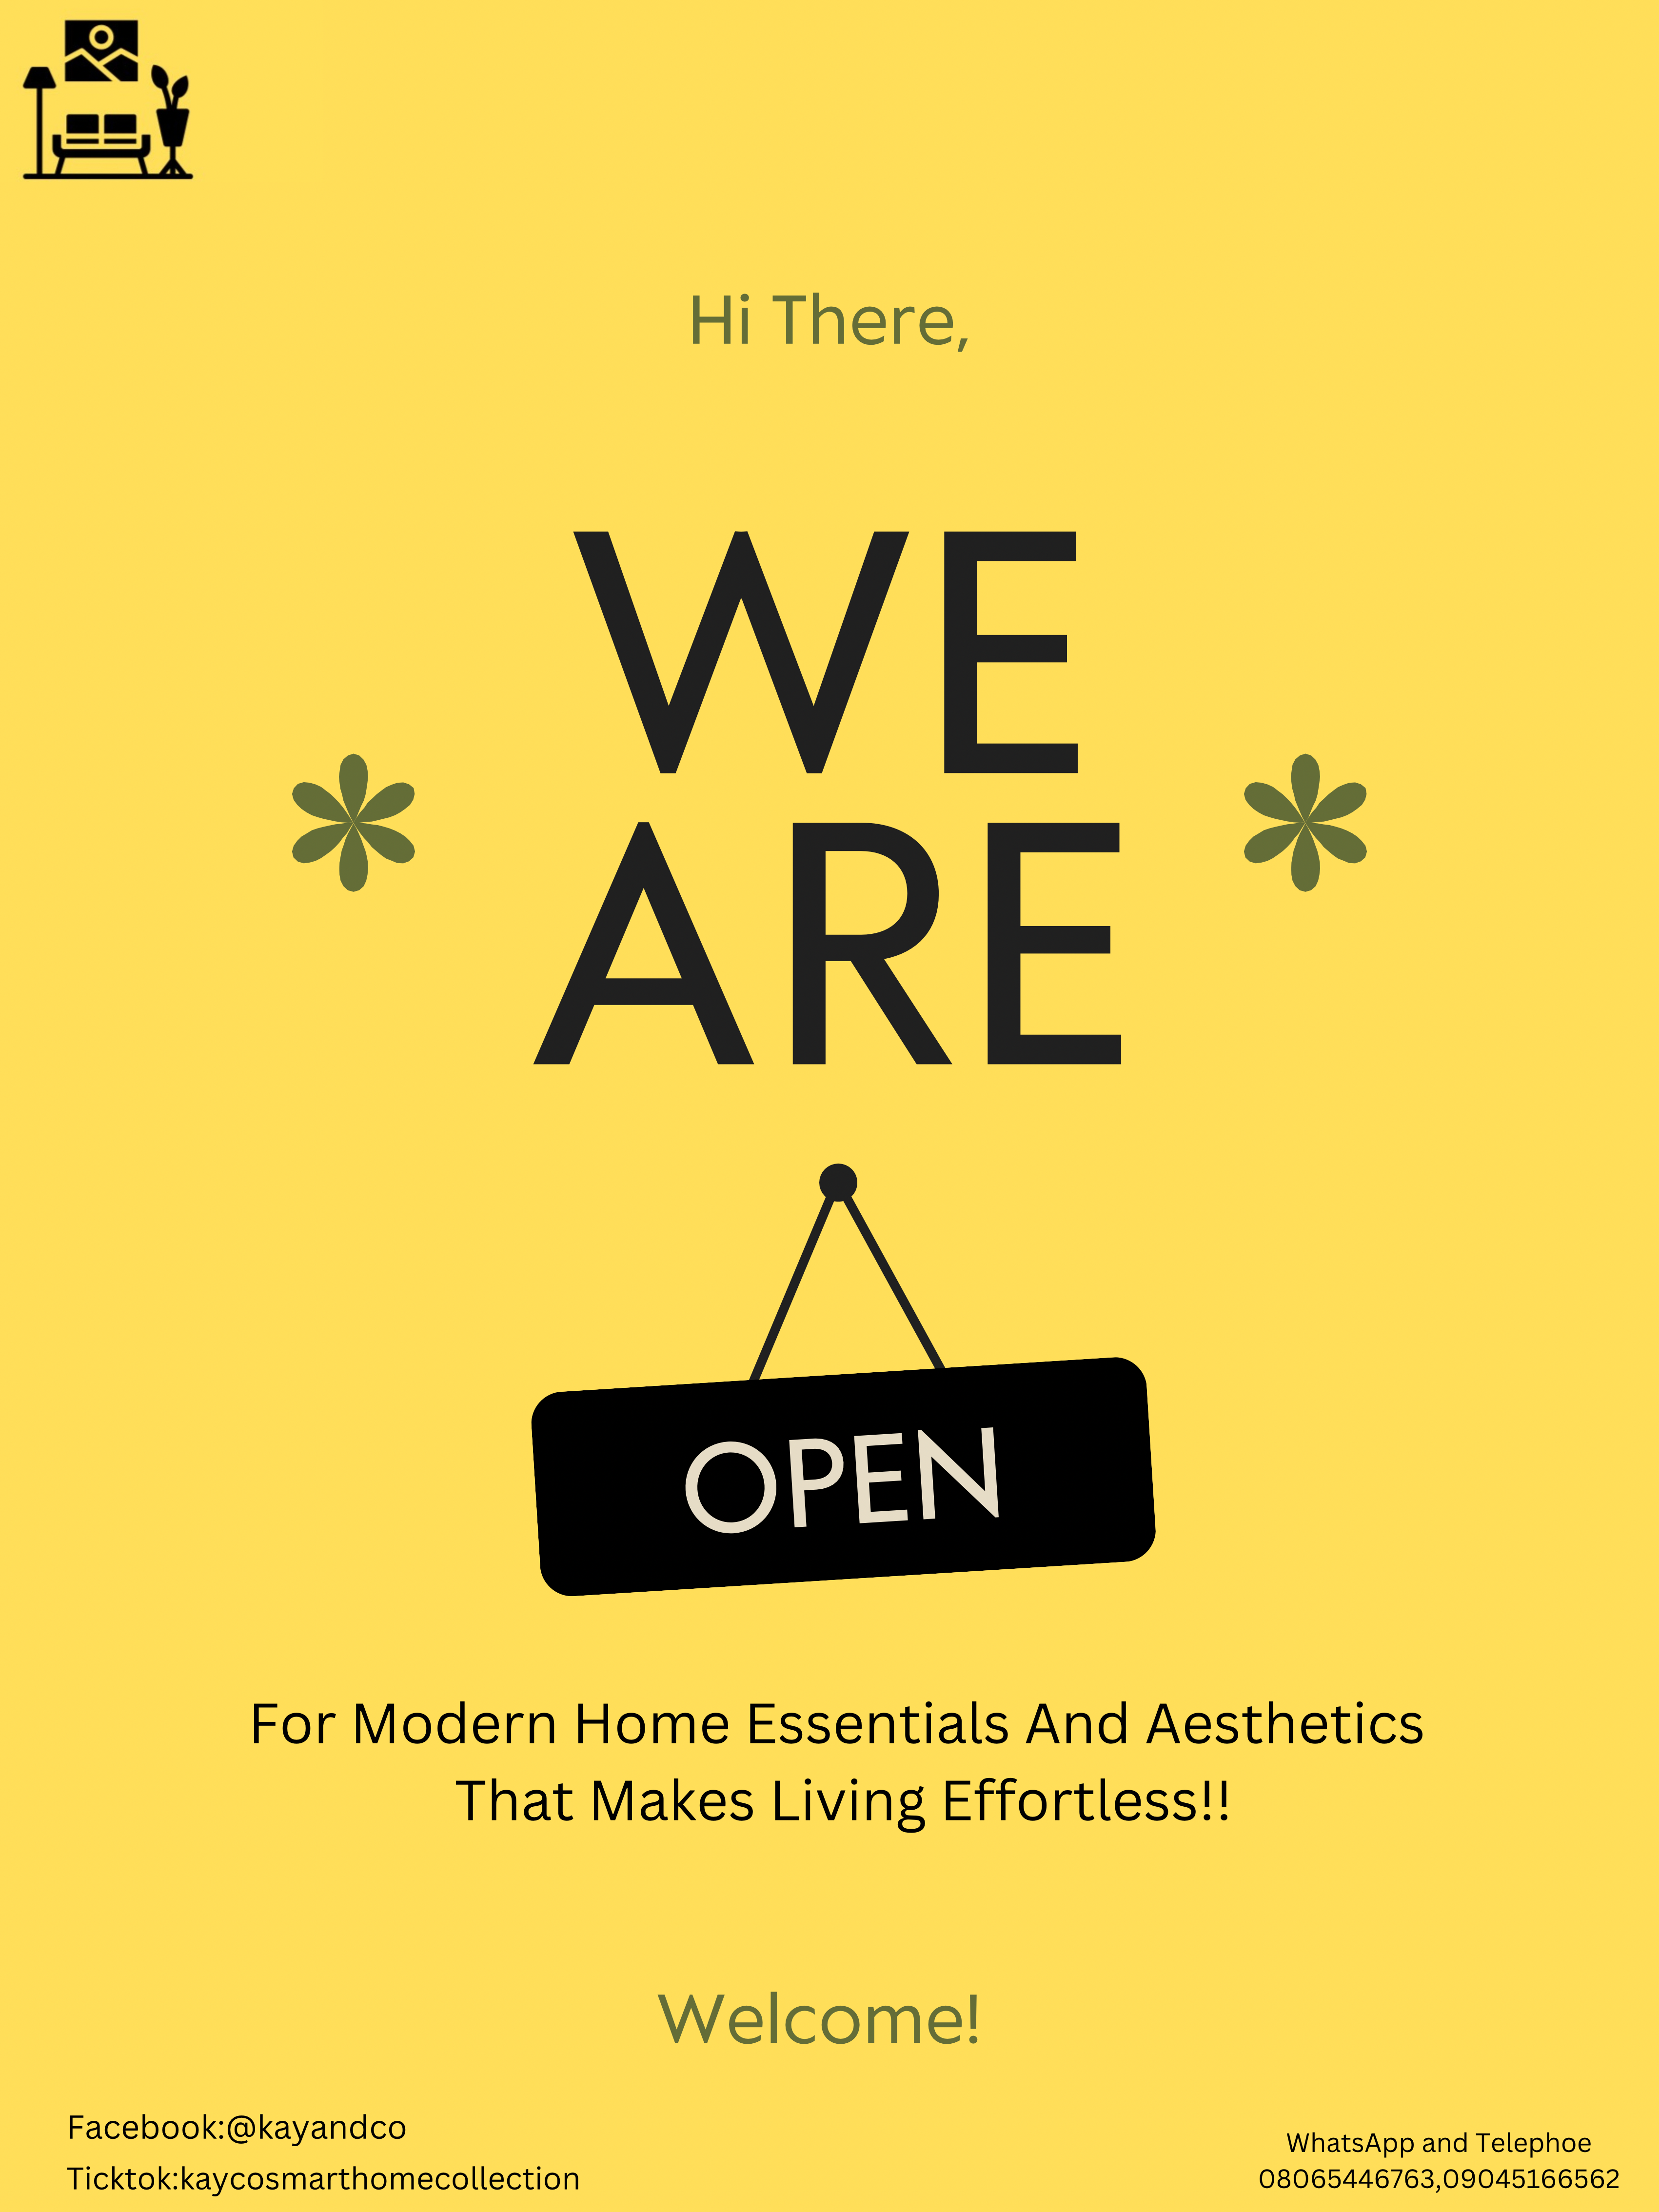 Hi There,
WE
ARE
OPEN
For Modern Home Essentials And Aesthetics
That Makes Living Effortless!!
Welcome!
Facebook:@kayandco
Ticktok:kaycosmarthomecollection
WhatsApp and Telephoe
08065446763,09045166562